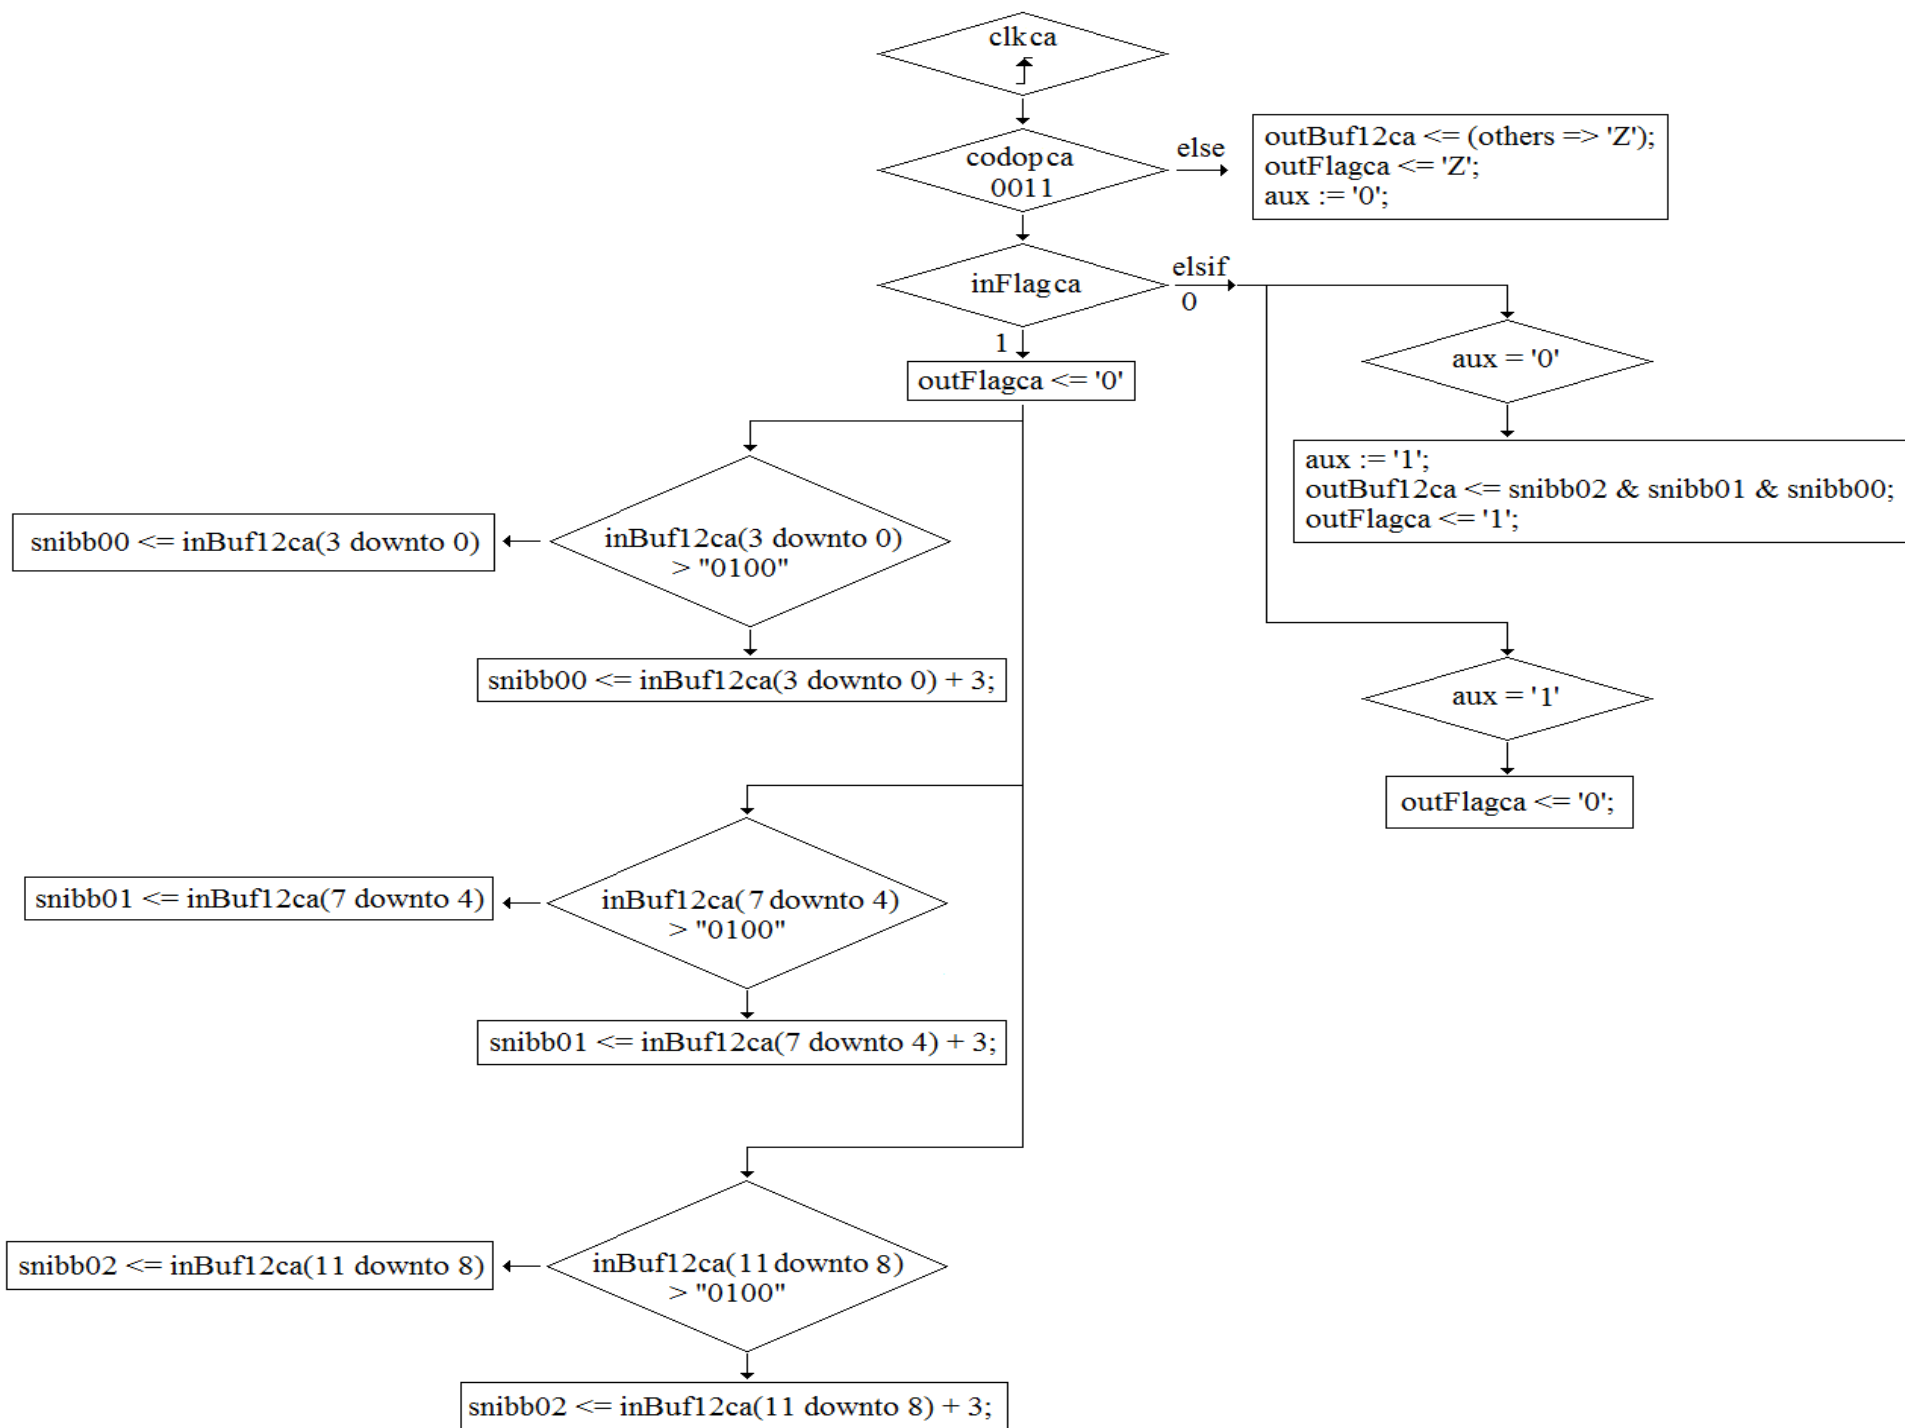 clkca
codopca
0011
else
outBuf12ca <= (others => 'Z');
outFlagca <= 'Z';
aux := '0';
inFlagca
elsif
0
1
outFlagca <= '0'
aux = '0'
aux := '1';
outBuf12ca <= snibb02 & snibb01 & snibb00;
outFlagca <= '1';
inBuf12ca(3 downto 0)
> "0100"
snibb00 <= inBuf12ca(3 downto 0)
snibb00 <= inBuf12ca(3 downto 0) + 3;
aux = '1'
outFlagca <= '0';
inBuf12ca(7 downto 4)
> "0100"
snibb01 <= inBuf12ca(7 downto 4)
snibb01 <= inBuf12ca(7 downto 4) + 3;
inBuf12ca(11 downto 8)
> "0100"
snibb02 <= inBuf12ca(11 downto 8)
snibb02 <= inBuf12ca(11 downto 8) + 3;